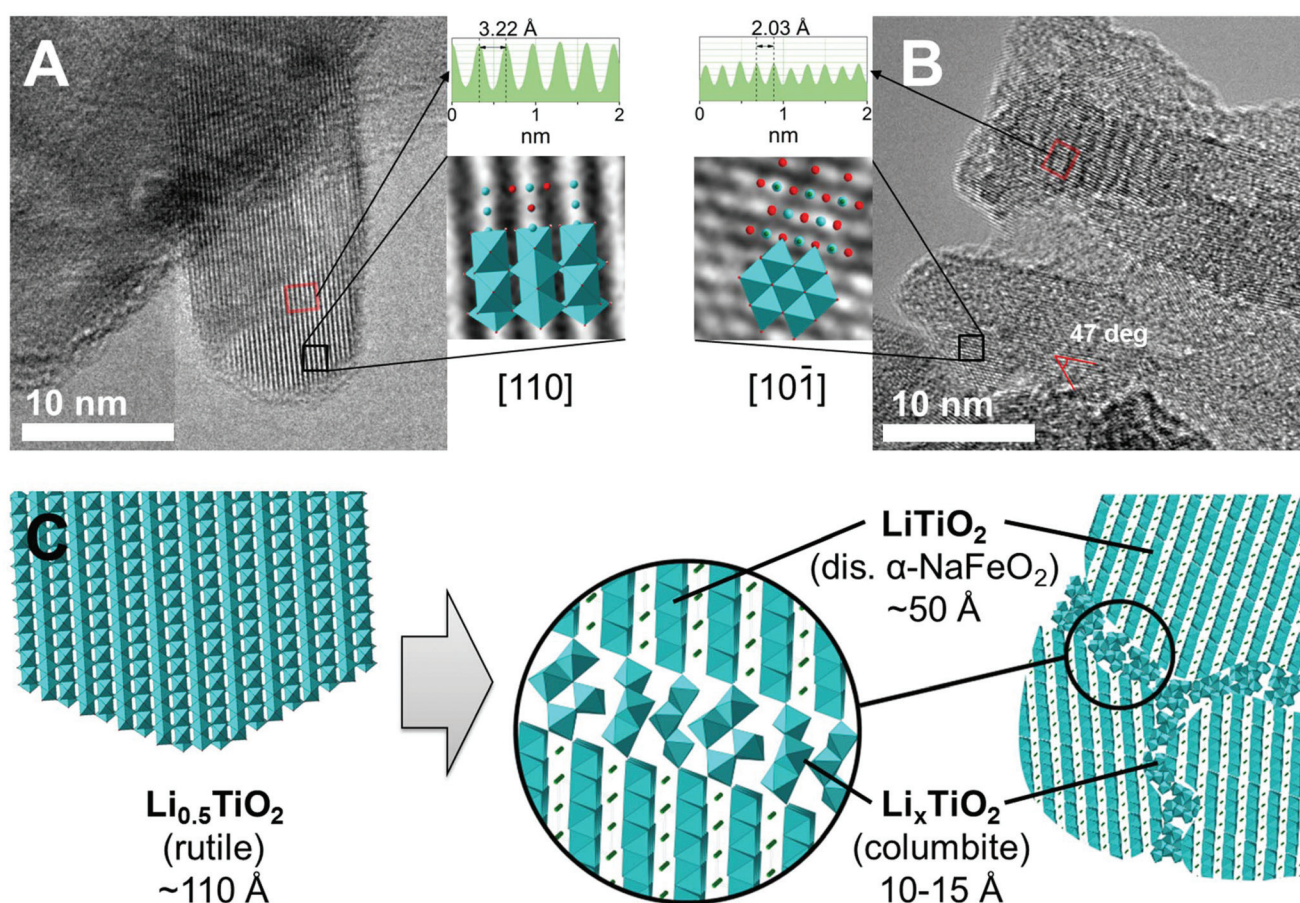 A
3.22 Å
0 1 2
nm
[110]
10 nm
2.03 Å
0 1 2
nm
[101̄]
B
47 deg
10 nm
C
Li₀.₅TiO₂
(rutile)
~110 Å
LiTiO₂
(dis. α-NaFeO₂)
~50 Å
LiₓTiO₂
(columbite)
10-15 Å